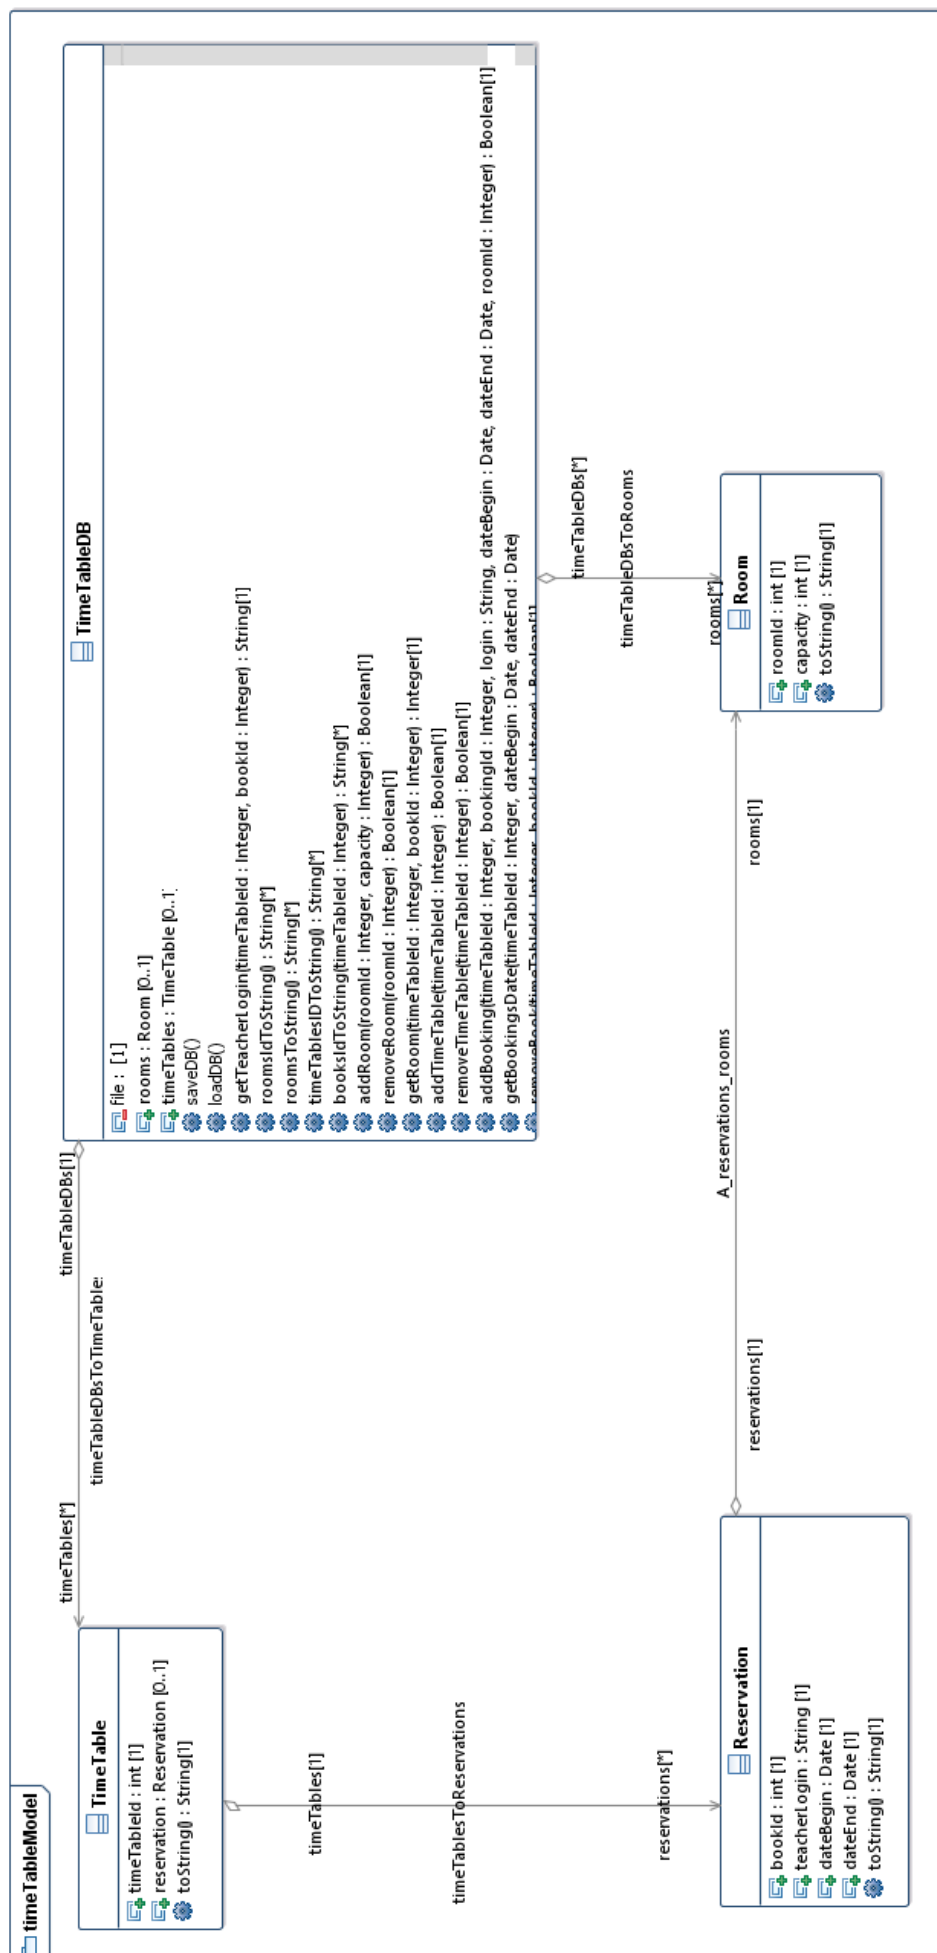 timeTableModel
TimeTable
timeTableId : int [1]
reservation : Reservation [0..1]
toString() : String[1]
timeTables[*]
timeTableDBsToTimeTable
timeTableDBs[1]
TimeTableDB
file : [1]
rooms : Room [0..1]
timeTables : TimeTable [0..1]
saveDB()
loadDB()
getTeacherLogin(timeTableId : Integer, bookId : Integer) : String[1]
roomsIdToString() : String[*]
roomsToString() : String[*]
timeTablesIDToString() : String[*]
booksIdToString(timeTableId : Integer) : String[*]
addRoom(roomId : Integer, capacity : Integer) : Boolean[1]
removeRoom(roomId : Integer) : Boolean[1]
getRoom(timeTableId : Integer, bookId : Integer) : Integer[1]
addTimeTable(timeTableId : Integer) : Boolean[1]
removeTimeTable(timeTableId : Integer) : Boolean[1]
addBooking(timeTableId : Integer, bookingId : Integer, login : String, dateBegin : Date, dateEnd : Date, roomId : Integer) : Boolean[1]
getBookingsDate(timeTableId : Integer, dateBegin : Date, dateEnd : Date)
removeBook(timeTableId : Integer, bookId : Integer) : Boolean[1]
timeTables[1]
timeTablesToReservations
reservations[*]
timeTableDBs[*]
timeTableDBsToRooms
rooms[*]
Reservation
bookId : int [1]
teacherLogin : String [1]
dateBegin : Date [1]
dateEnd : Date [1]
toString() : String[1]
reservations[1]
A_reservations_rooms
rooms[1]
Room
roomId : int [1]
capacity : int [1]
toString() : String[1]